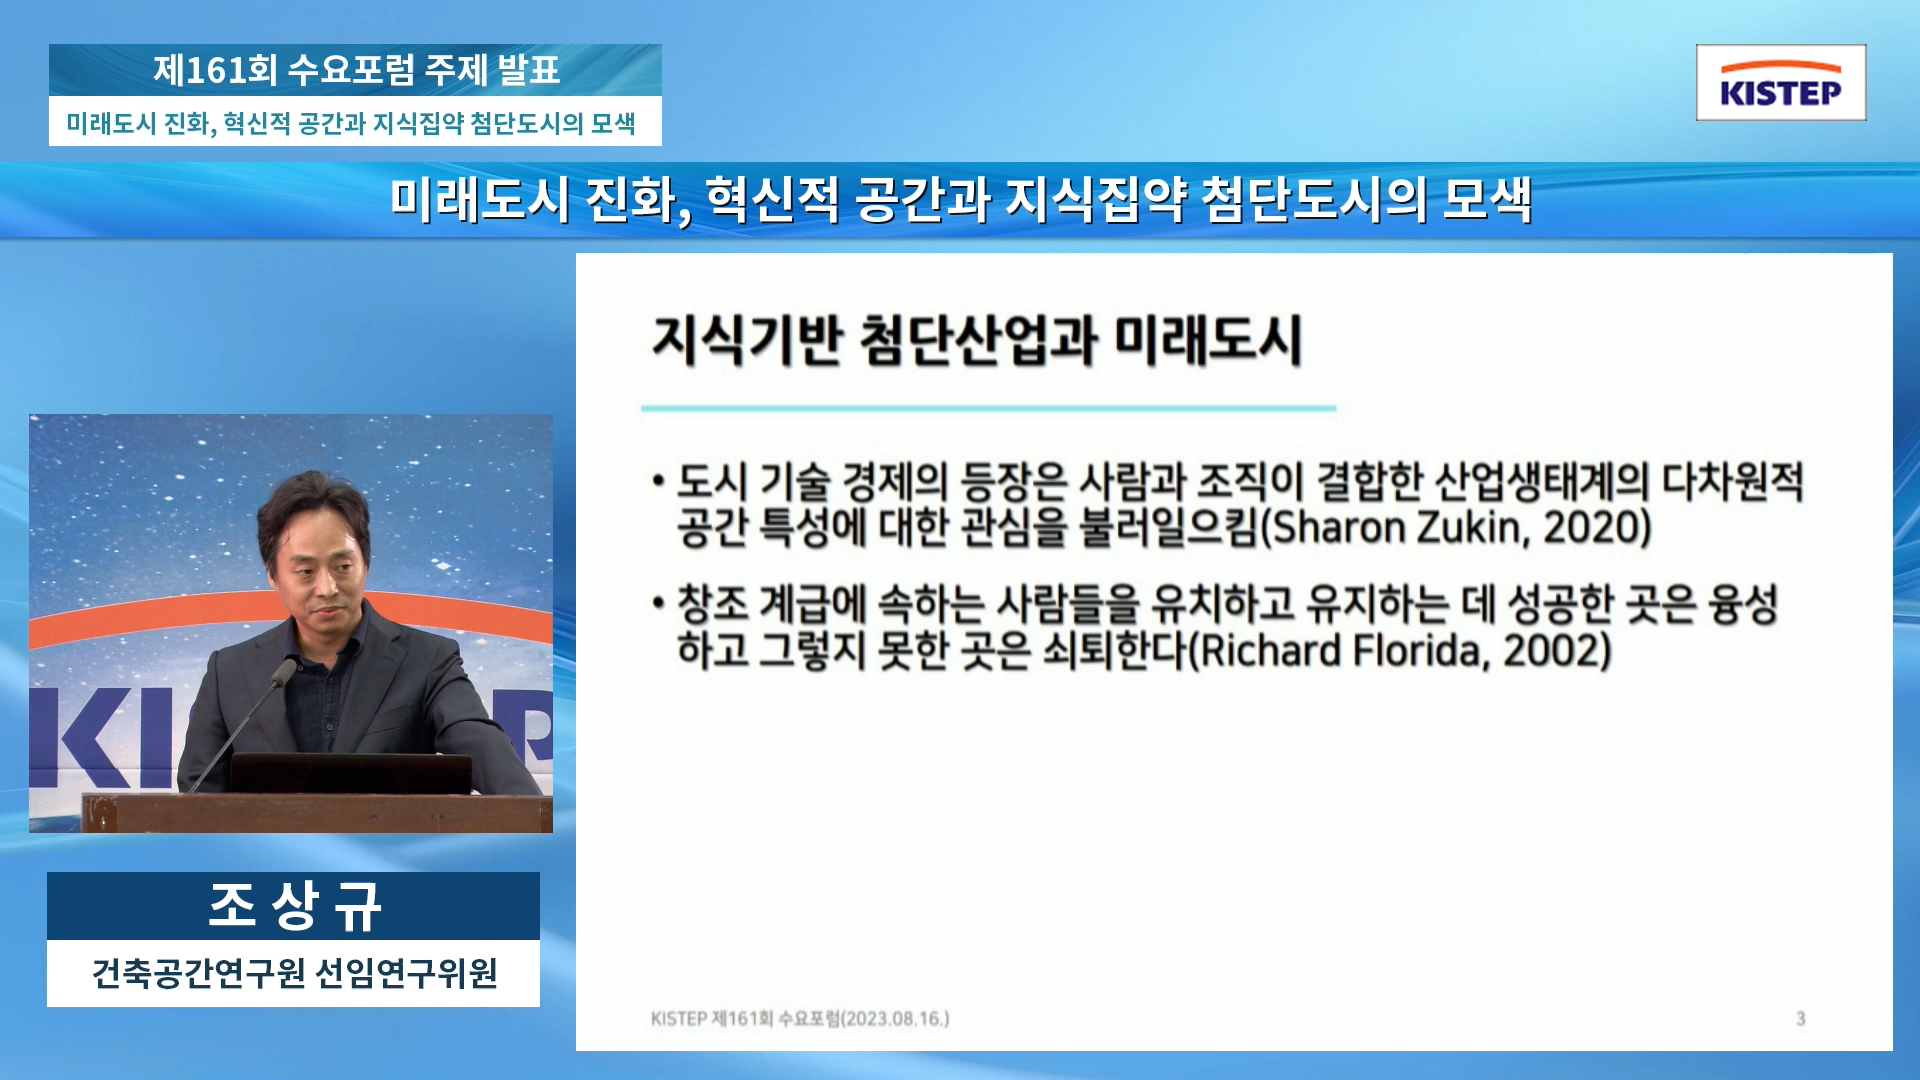 제161회 수요포럼 주제 발표
미래도시 진화, 혁신적 공간과 지식집약 첨단도시의 모색
KISTEP
미래도시 진화, 혁신적 공간과 지식집약 첨단도시의 모색
지식기반 첨단산업과 미래도시
• 도시 기술 경제의 등장은 사람과 조직이 결합한 산업생태계의 다차원적
공간 특성에 대한 관심을 불러일으킴(Sharon Zukin, 2020)
• 창조 계급에 속하는 사람들을 유치하고 유지하는 데 성공한 곳은 융성
하고 그렇지 못한 곳은 쇠퇴한다(Richard Florida, 2002)
KI P
조상규
건축공간연구원 선임연구위원
KISTEP 제161회 수요포럼(2023.08.16.)
3